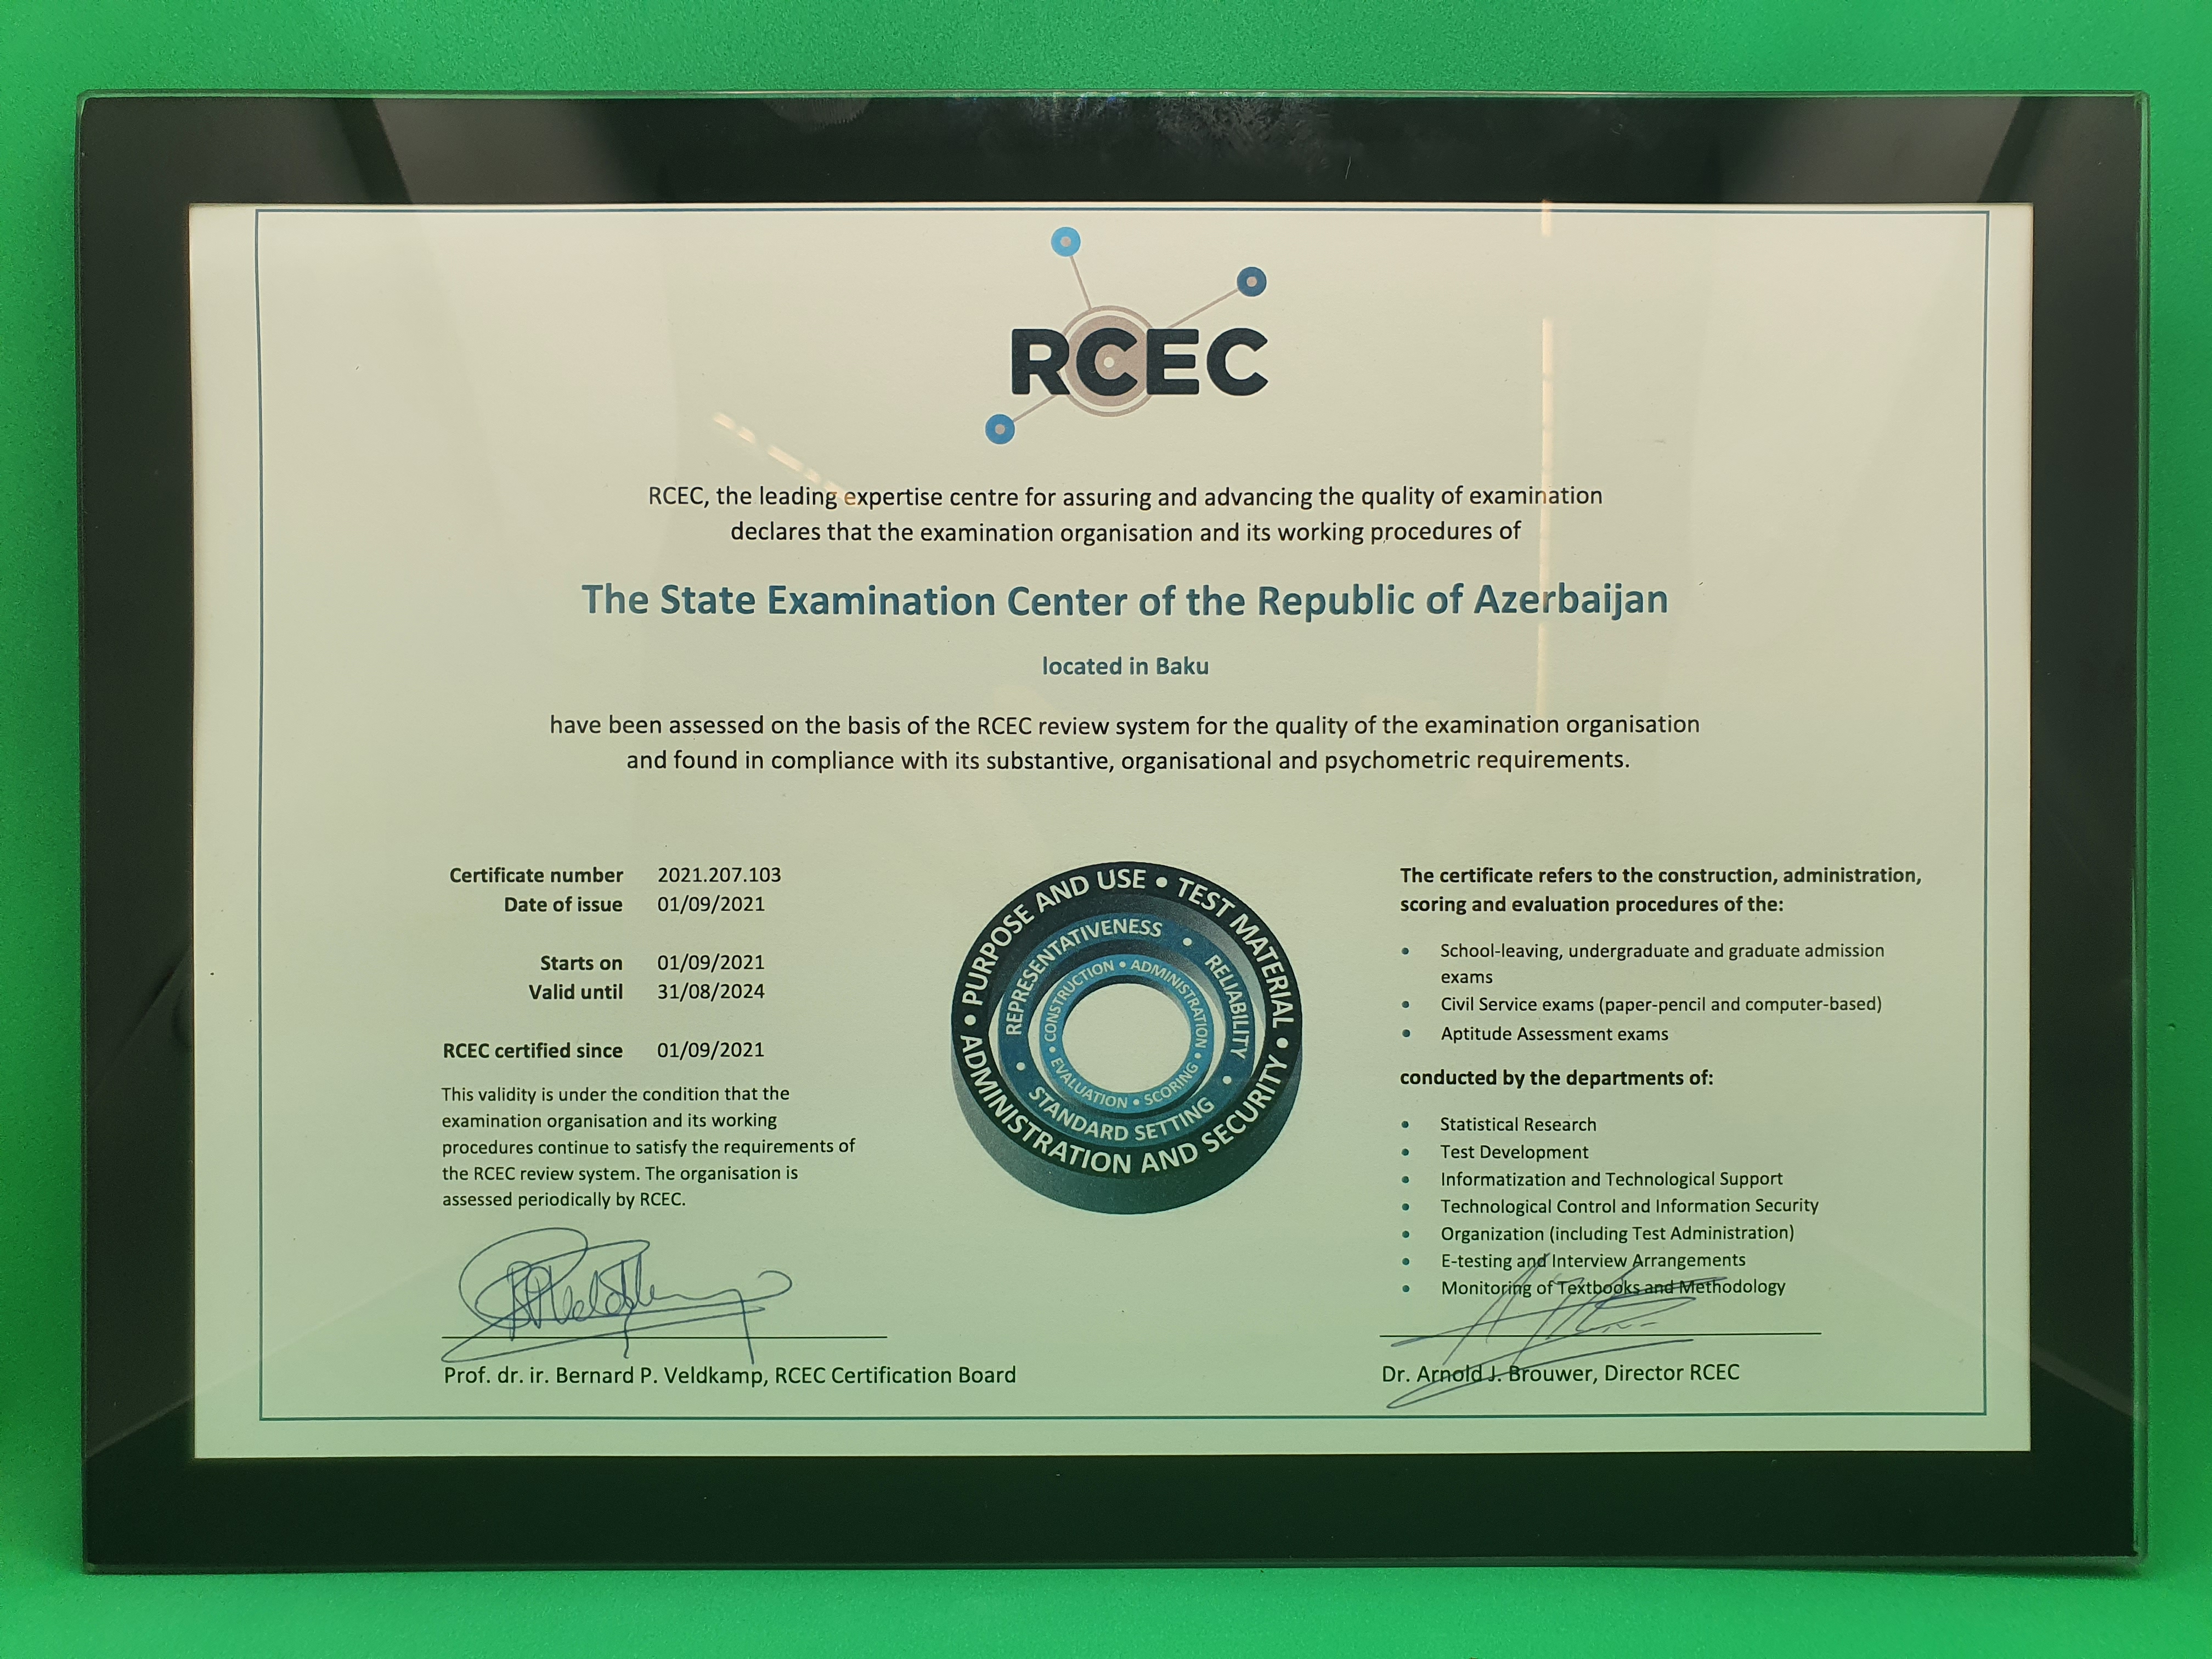 RCEC
RCEC, the leading expertise centre for assuring and advancing the quality of examination
declares that the examination organisation and its working procedures of
The State Examination Center of the Republic of Azerbaijan
located in Baku
have been assessed on the basis of the RCEC review system for the quality of the examination organisation
and found in compliance with its substantive, organisational and psychometric requirements.
Certificate number 2021.207.103
Date of issue 01/09/2021
Starts on 01/09/2021
Valid until 31/08/2024
RCEC certified since 01/09/2021
This validity is under the condition that the
examination organisation and its working
procedures continue to satisfy the requirements of
the RCEC review system. The organisation is
assessed periodically by RCEC.
Prof. dr. ir. Bernard P. Veldkamp, RCEC Certification Board
• PURPOSE AND USE • TEST MATERIAL • ADMINISTRATION AND SECURITY
REPRESENTATIVENESS • RELIABILITY • STANDARD SETTING •
CONSTRUCTION • ADMINISTRATION • SCORING • EVALUATION •
The certificate refers to the construction, administration,
scoring and evaluation procedures of the:
• School-leaving, undergraduate and graduate admission
exams
• Civil Service exams (paper-pencil and computer-based)
• Aptitude Assessment exams
conducted by the departments of:
• Statistical Research
• Test Development
• Informatization and Technological Support
• Technological Control and Information Security
• Organization (including Test Administration)
• E-testing and Interview Arrangements
• Monitoring of Textbooks and Methodology
Dr. Arnold J. Brouwer, Director RCEC